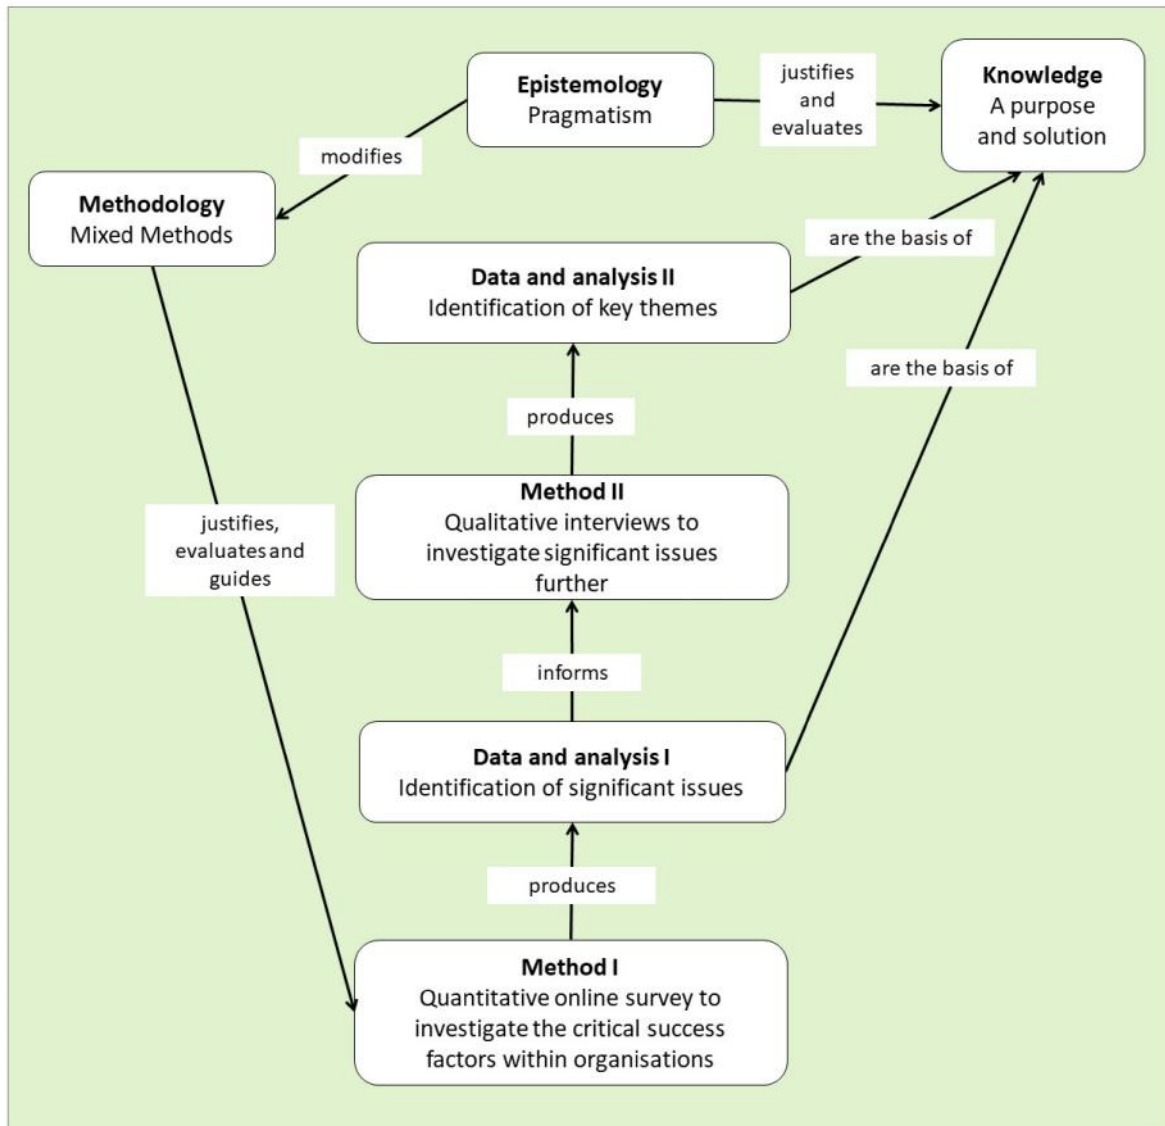 Epistemology
Pragmatism
justifies
and
evaluates
Knowledge
A purpose
and solution
modifies
Methodology
Mixed Methods
are the basis of
Data and analysis II
Identification of key themes
are the basis of
produces
Method II
Qualitative interviews to
investigate significant issues
further
justifies,
evaluates and
guides
informs
Data and analysis I
Identification of significant issues
produces
Method I
Quantitative online survey to
investigate the critical success
factors within organisations